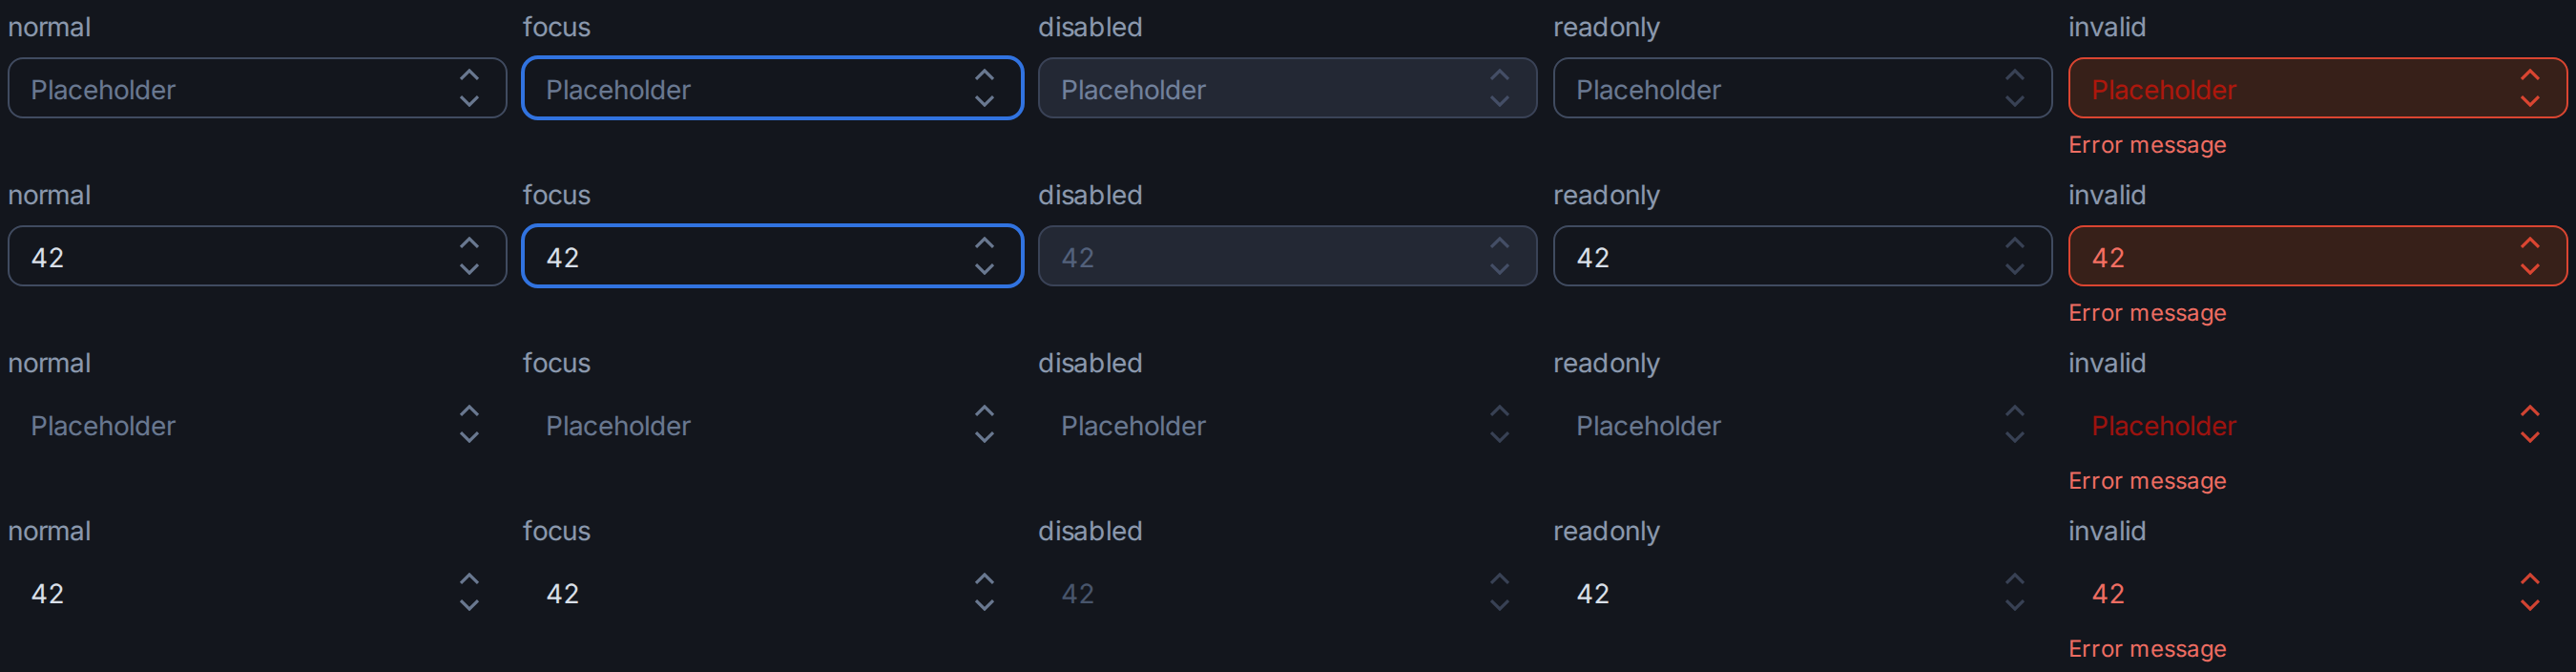 normal focus disabled readonly invalid
Placeholder Placeholder Placeholder Placeholder Placeholder
Error message
normal focus disabled readonly invalid
42 42 42 42 42
Error message
normal focus disabled readonly invalid
Placeholder Placeholder Placeholder Placeholder Placeholder
Error message
normal focus disabled readonly invalid
42 42 42 42 42
Error message